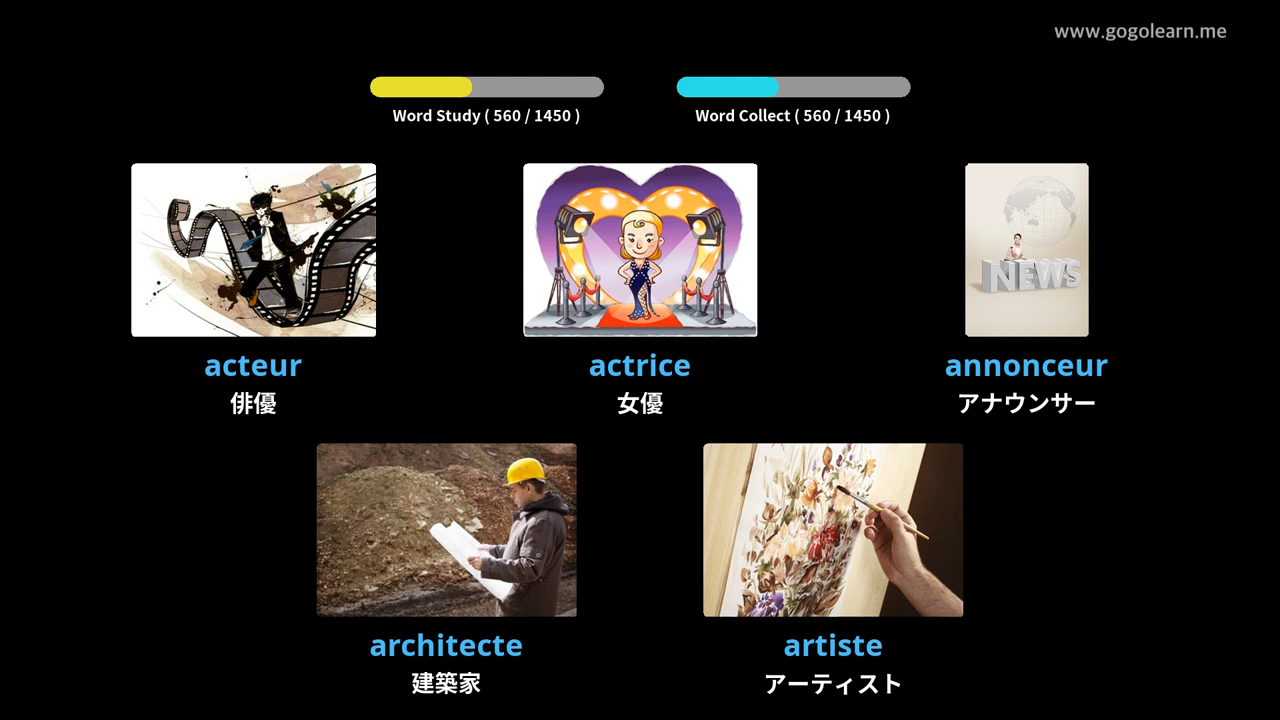 www.gogolearn.me
Word Study ( 560 / 1450 )
Word Collect ( 560 / 1450 )
NEWS
acteur
俳優
actrice
女優
annonceur
アナウンサー
architecte
建築家
artiste
アーティスト